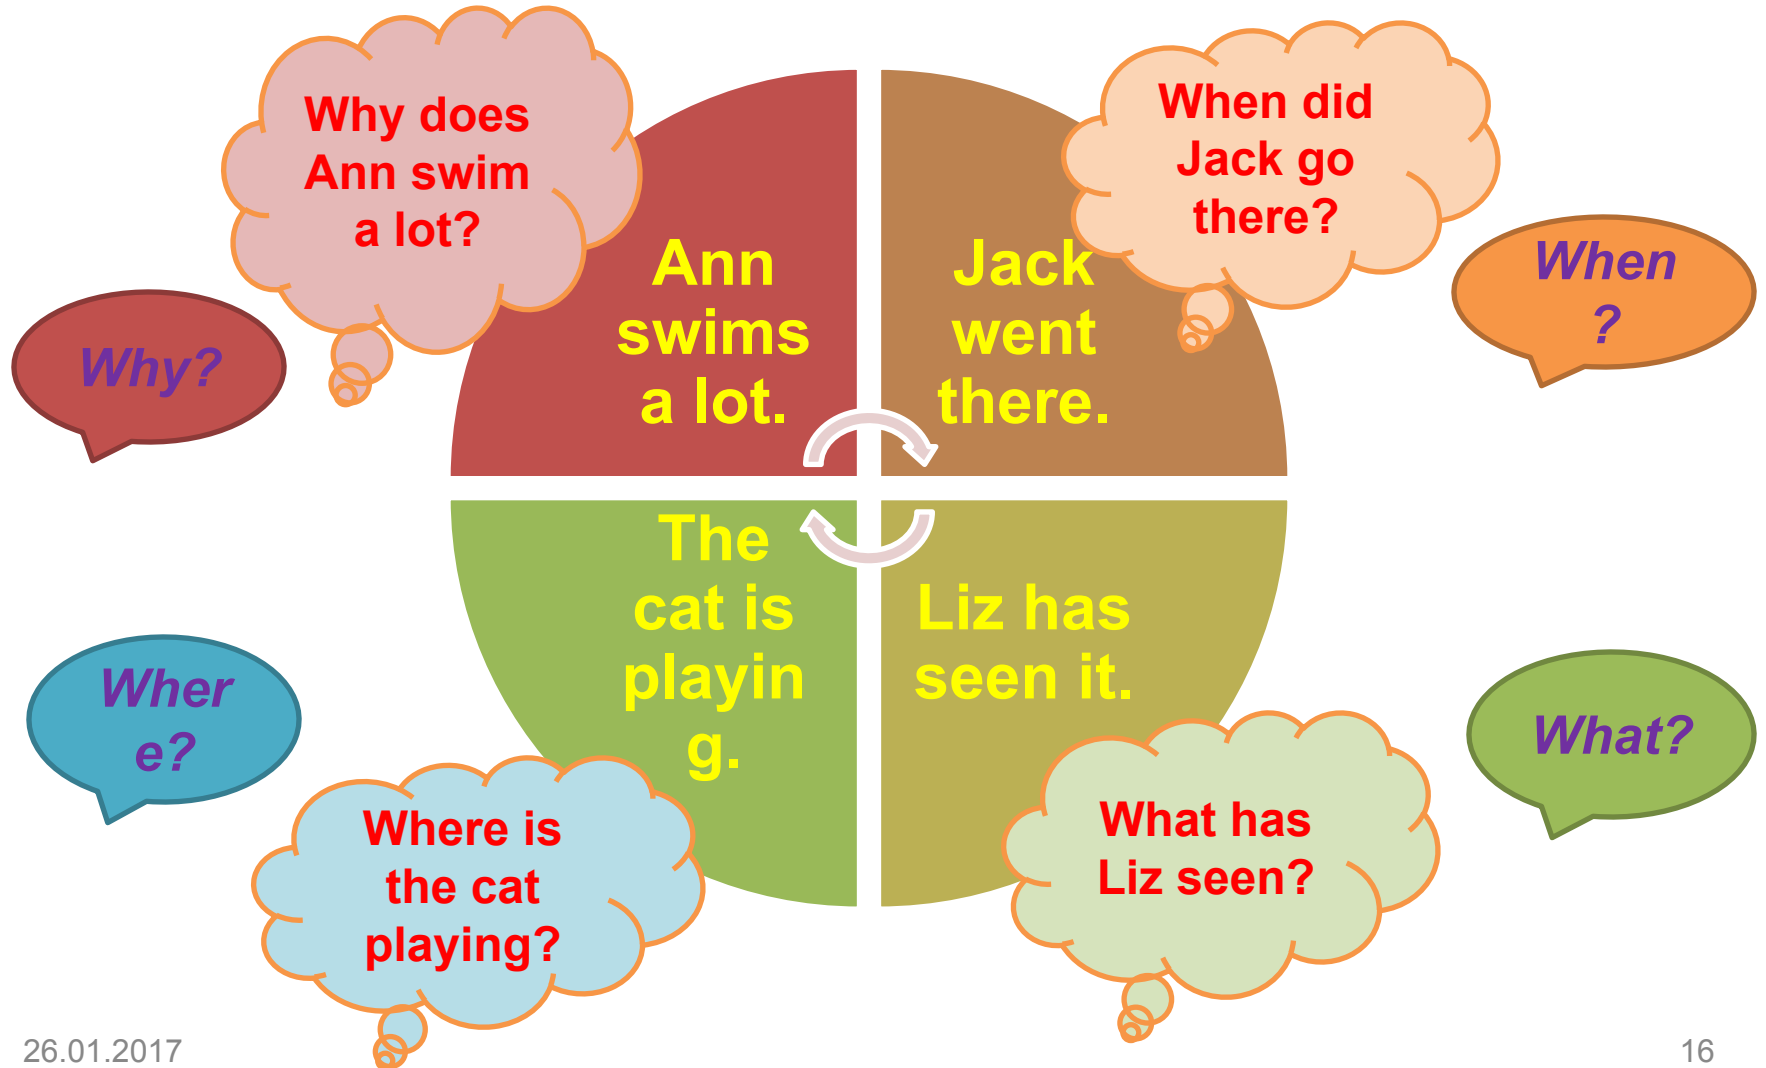 Why does
Ann swim
a lot?
When did
Jack go
there?
Ann
swims
a lot.
Jack
went
there.
When
?
Why?
The
cat is
playin
g.
Liz has
seen it.
Wher
e?
What?
Where is
the cat
playing?
What has
Liz seen?
26.01.2017
16